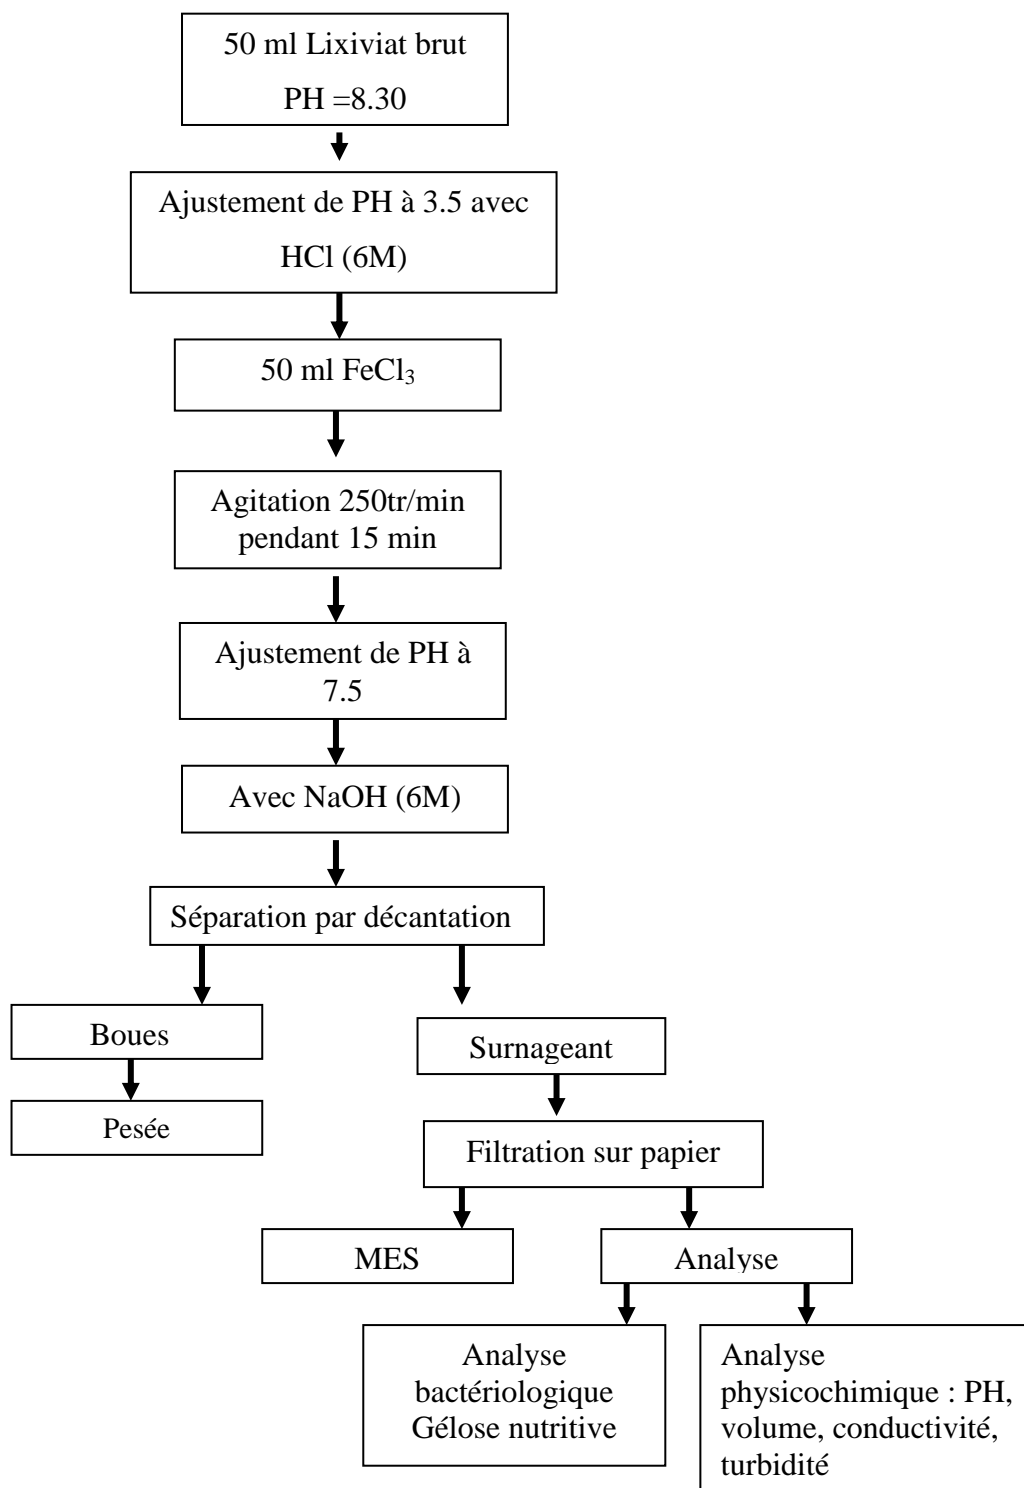 50 ml Lixiviat brut
PH =8.30
Ajustement de PH à 3.5 avec
HCl (6M)
50 ml FeCl₃
Agitation 250tr/min
pendant 15 min
Ajustement de PH à
7.5
Avec NaOH (6M)
Séparation par décantation
Boues
Surnageant
Pesée
Filtration sur papier
MES
Analyse
Analyse
bactériologique
Gélose nutritive
Analyse
physicochimique : PH,
volume, conductivité,
turbidité